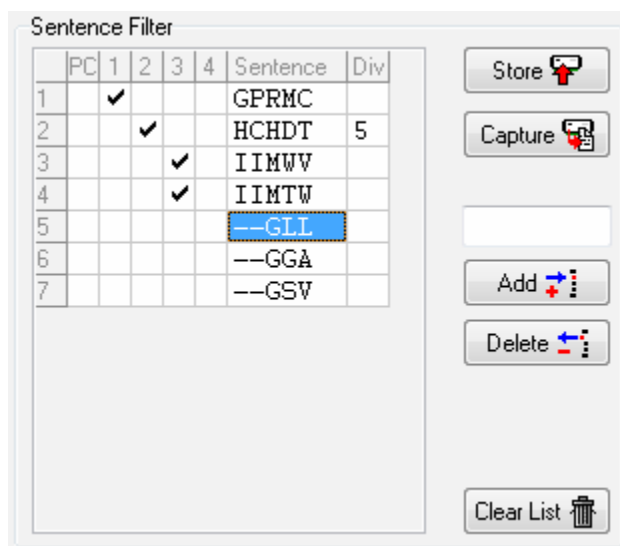 Sentence Filter
PC 1 2 3 4 Sentence Div
1 GPRMC
2 HCHDT 5
3 IIMWV
4 IIMTW
5 --GLL
6 --GGA
7 --GSV
Store
Capture
Add
Delete
Clear List